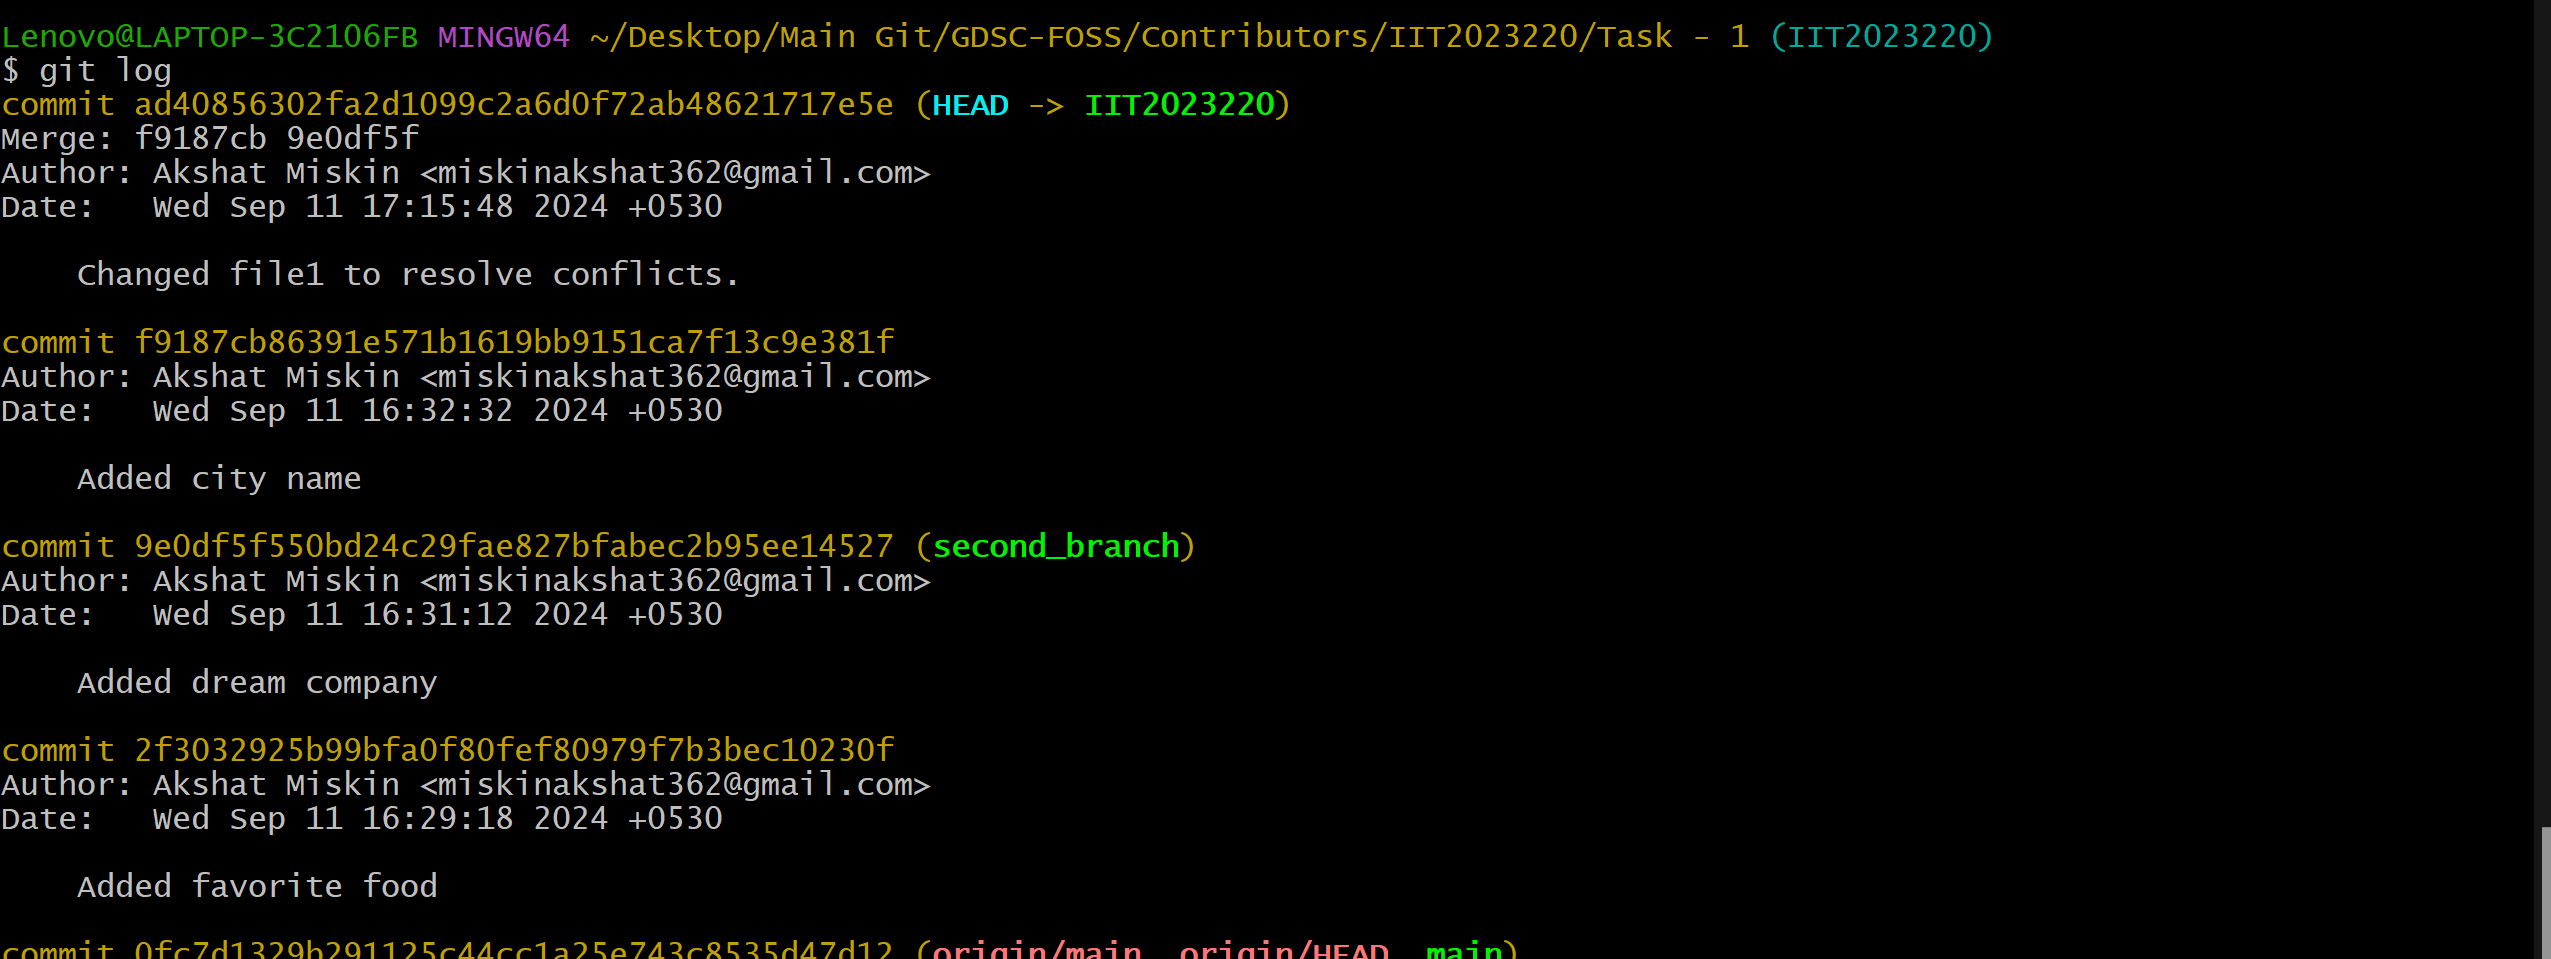 Lenovo@LAPTOP-3C2106FB MINGW64 ~/Desktop/Main Git/GDSC-FOSS/Contributors/IIT2023220/Task - 1 (IIT2023220)
$ git log
commit ad40856302fa2d1099c2a6d0f72ab48621717e5e (HEAD -> IIT2023220)
Merge: f9187cb 9e0df5f
Author: Akshat Miskin <miskinakshat362@gmail.com>
Date:   Wed Sep 11 17:15:48 2024 +0530
    Changed file1 to resolve conflicts.
commit f9187cb86391e571b1619bb9151ca7f13c9e381f
Author: Akshat Miskin <miskinakshat362@gmail.com>
Date:   Wed Sep 11 16:32:32 2024 +0530
    Added city name
commit 9e0df5f550bd24c29fae827bfabec2b95ee14527 (second_branch)
Author: Akshat Miskin <miskinakshat362@gmail.com>
Date:   Wed Sep 11 16:31:12 2024 +0530
    Added dream company
commit 2f3032925b99bfa0f80fef80979f7b3bec10230f
Author: Akshat Miskin <miskinakshat362@gmail.com>
Date:   Wed Sep 11 16:29:18 2024 +0530
    Added favorite food
commit 0fc7d1329b291125c44cc1a25e743c8535d47d12 (origin/main, origin/HEAD, main)